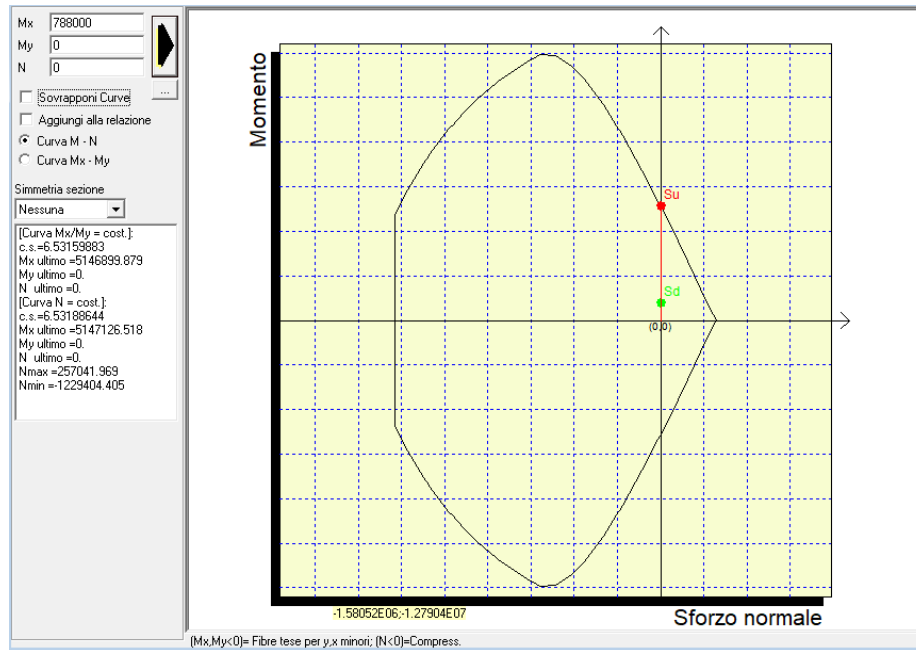 Mx 788000
My 0
N 0
...
Sovrapponi Curve
Aggiungi alla relazione
Curva M - N
Curva Mx - My
Simmetria sezione
Nessuna
[Curva Mx/My = cost.]:
c.s.=6.53159883
Mx ultimo =5146899.879
My ultimo =0.
N ultimo =0.
[Curva N = cost.]:
c.s.=6.53188644
Mx ultimo =5147126.518
My ultimo =0.
N ultimo =0.
Nmax =257041.969
Nmin =-1229404.405
Momento
Su
Sd
(0,0)
-1.58052E06;-1.27904E07
Sforzo normale
(Mx,My<0)= Fibre tese per y,x minori; (N<0)=Compress.